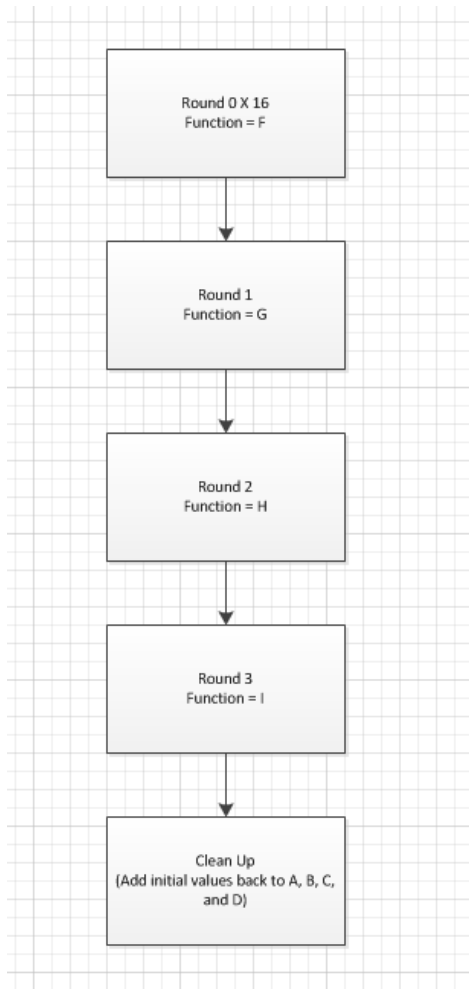 Round 0 X 16
Function = F
Round 1
Function = G
Round 2
Function = H
Round 3
Function = I
Clean Up
(Add initial values back to A, B, C,
and D)